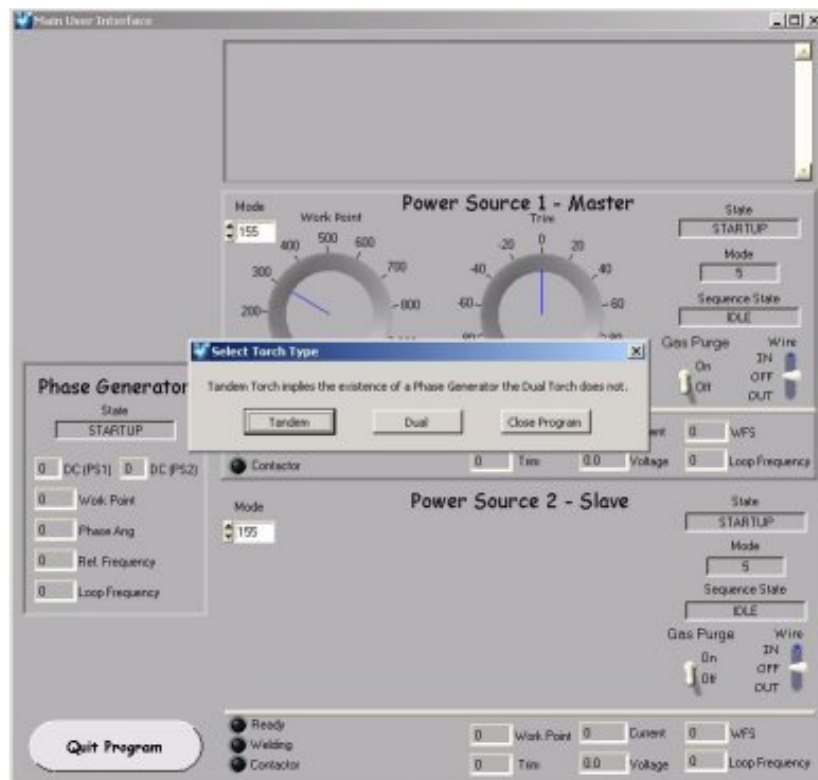 Main User Interface
Power Source 1 - Master
Mode
155
Work Point
200
300
400
500
600
700
800
Trim
-60
-40
-20
0
20
40
60
State
STARTUP
Mode
5
Sequence State
IDLE
Gas Purge
On
Off
Wire
IN
OFF
OUT
Select Torch Type
Tandem Torch implies the existence of a Phase Generator the Dual Torch does not.
Tandem
Dual
Close Program
Contactor
0 WFS
0 Trim
0.0 Voltage
0 Loop Frequency
Phase Generator
State
STARTUP
0 DC (PS1) 0 DC (PS2)
0 Work Point
0 Phase Ang
0 Rel. Frequency
0 Loop Frequency
Power Source 2 - Slave
Mode
155
State
STARTUP
Mode
5
Sequence State
IDLE
Gas Purge
On
Off
Wire
IN
OFF
OUT
Ready
Welding
Contactor
0 Work Point 0 Current 0 WFS
0 Trim 0.0 Voltage 0 Loop Frequency
Quit Program